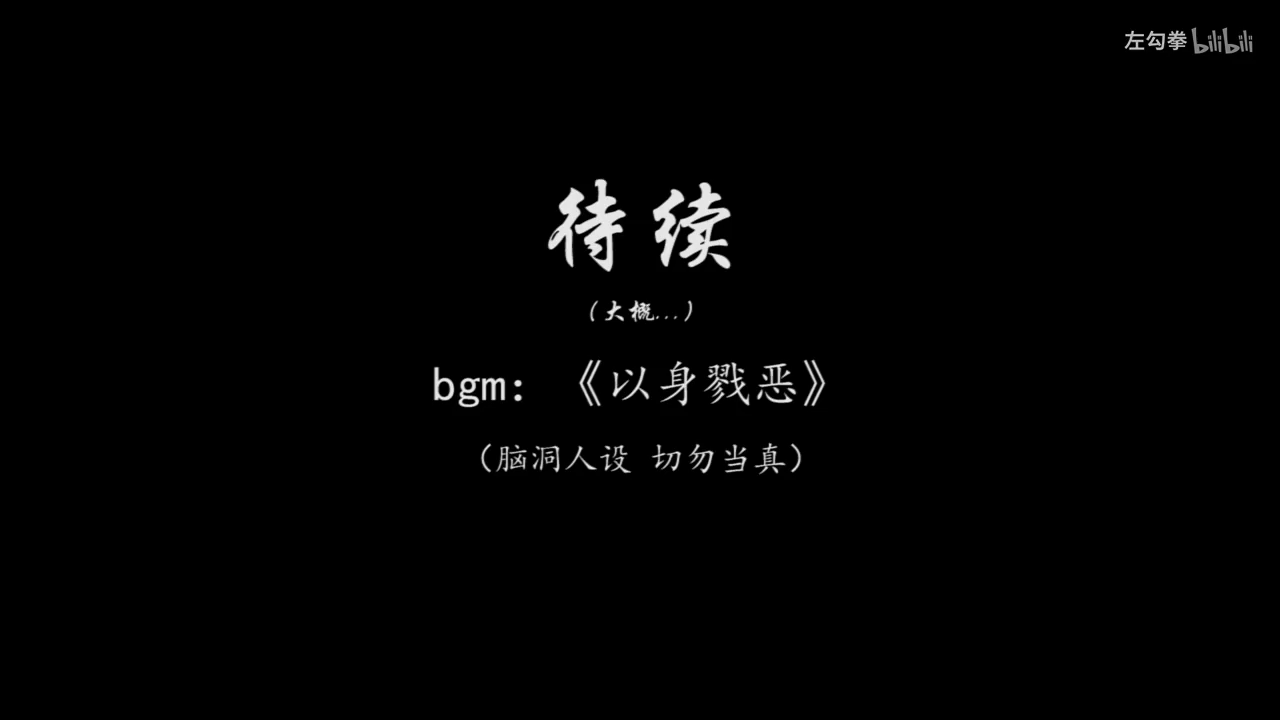 左勾拳 bilibili
待续
（大概...）
bgm：《以身戮恶》
（脑洞人设 切勿当真）